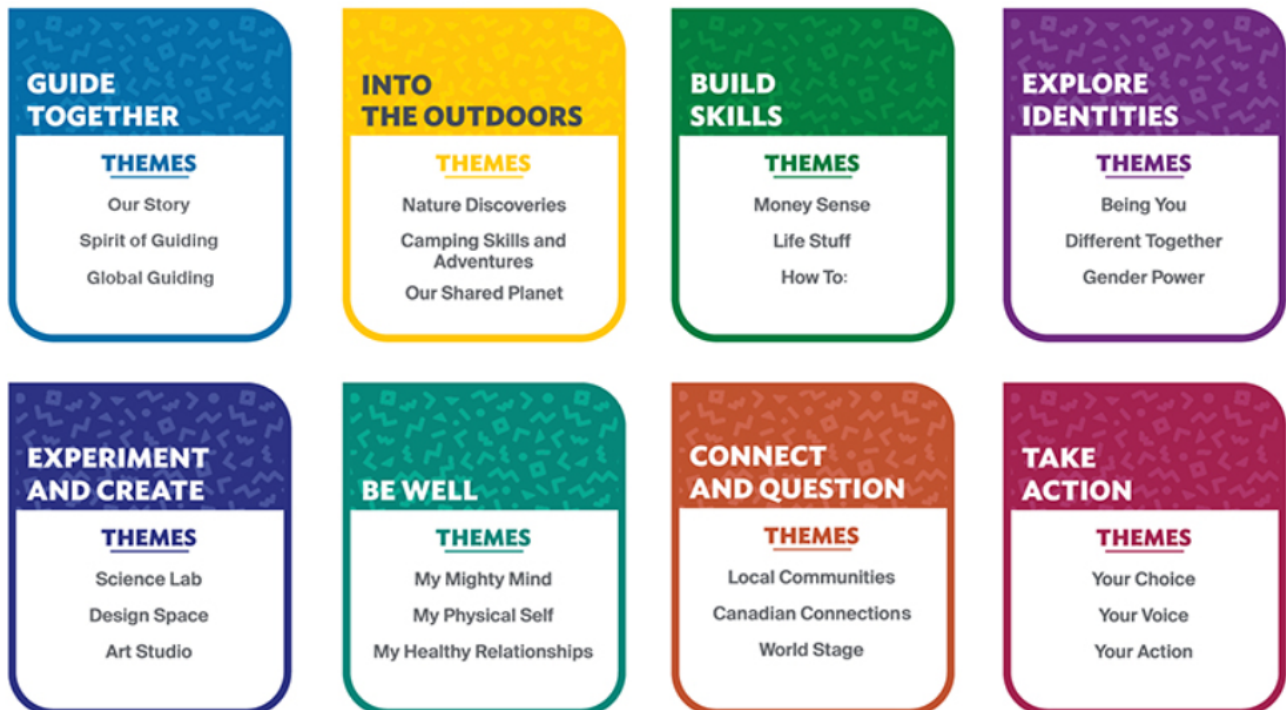 GUIDE
TOGETHER
THEMES
Our Story
Spirit of Guiding
Global Guiding
INTO
THE OUTDOORS
THEMES
Nature Discoveries
Camping Skills and
Adventures
Our Shared Planet
BUILD
SKILLS
THEMES
Money Sense
Life Stuff
How To:
EXPLORE
IDENTITIES
THEMES
Being You
Different Together
Gender Power
EXPERIMENT
AND CREATE
THEMES
Science Lab
Design Space
Art Studio
BE WELL
THEMES
My Mighty Mind
My Physical Self
My Healthy Relationships
CONNECT
AND QUESTION
THEMES
Local Communities
Canadian Connections
World Stage
TAKE
ACTION
THEMES
Your Choice
Your Voice
Your Action